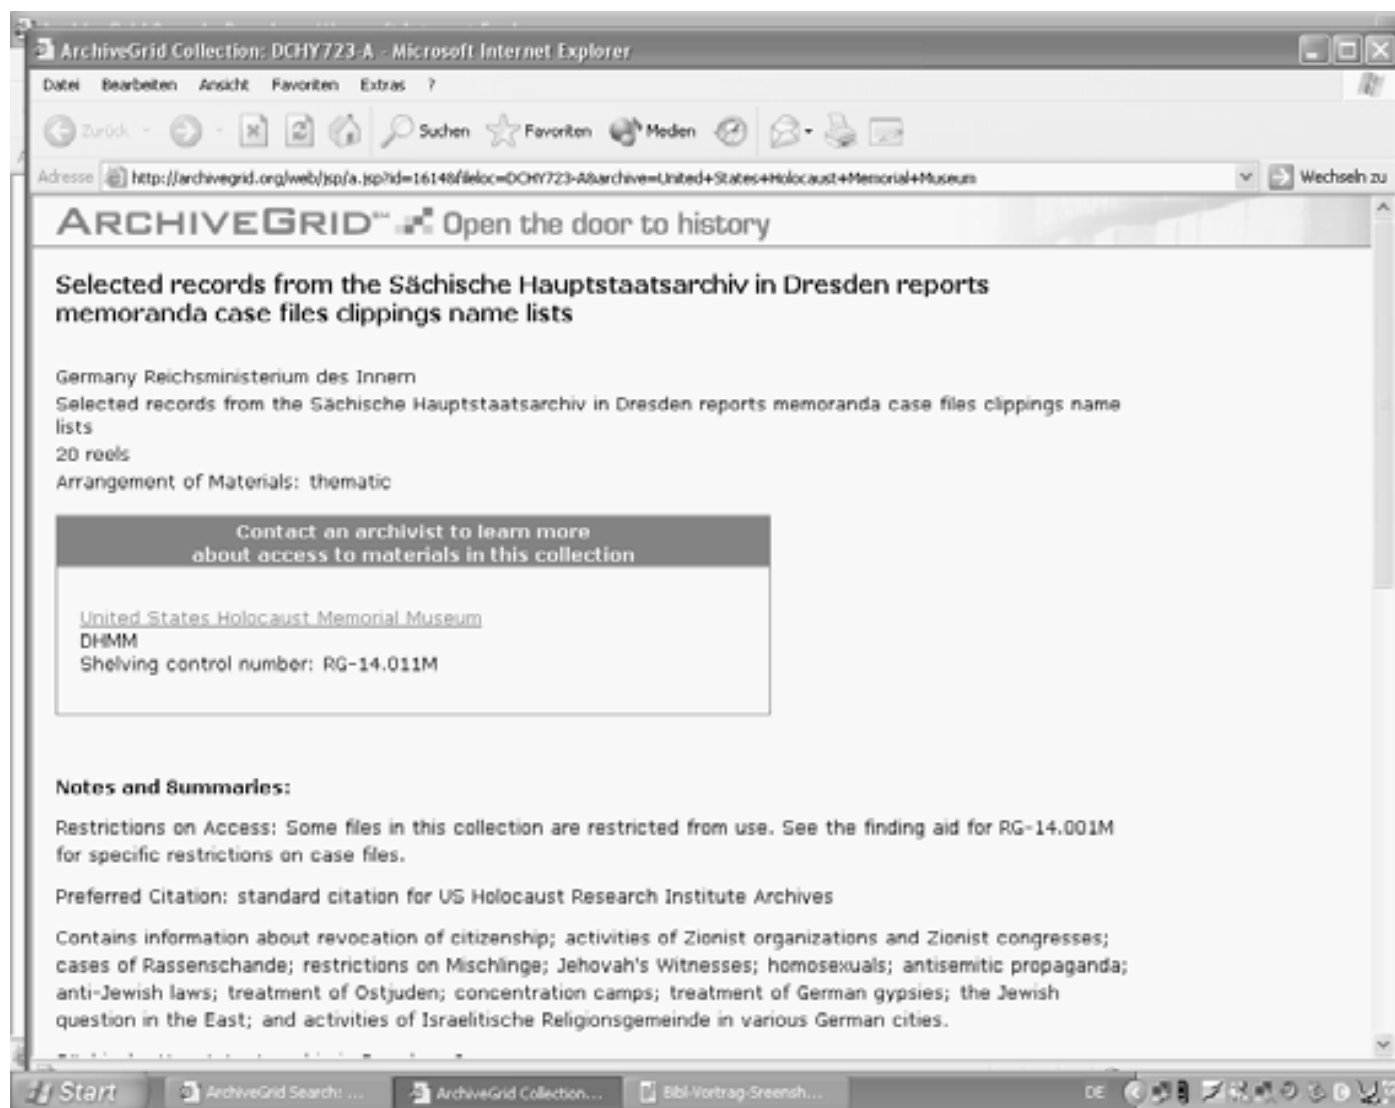 ArchiveGrid Collection: DCHY723-A - Microsoft Internet Explorer
Datei Bearbeiten Ansicht Favoriten Extras ?
Zurück Suchen Favoriten Medien
Adresse http://archivegrid.org/web/jsp/a.jsp?id=1614&fileloc=DCHY723-A&archive=United+States+Holocaust+Memorial+Museum Wechseln zu
ARCHIVEGRID℠ Open the door to history
Selected records from the Sächische Hauptstaatsarchiv in Dresden reports
memoranda case files clippings name lists
Germany Reichsministerium des Innern
Selected records from the Sächische Hauptstaatsarchiv in Dresden reports memoranda case files clippings name
lists
20 reels
Arrangement of Materials: thematic
Contact an archivist to learn more
about access to materials in this collection
United States Holocaust Memorial Museum
DHMM
Shelving control number: RG-14.011M
Notes and Summaries:
Restrictions on Access: Some files in this collection are restricted from use. See the finding aid for RG-14.001M
for specific restrictions on case files.
Preferred Citation: standard citation for US Holocaust Research Institute Archives
Contains information about revocation of citizenship; activities of Zionist organizations and Zionist congresses;
cases of Rassenschande; restrictions on Mischlinge; Jehovah's Witnesses; homosexuals; antisemitic propaganda;
anti-Jewish laws; treatment of Ostjuden; concentration camps; treatment of German gypsies; the Jewish
question in the East; and activities of Israelitische Religionsgemeinde in various German cities.
Start ArchiveGrid Search: ... ArchiveGrid Collection... Bibl-Vortrag-Sreensh... DE